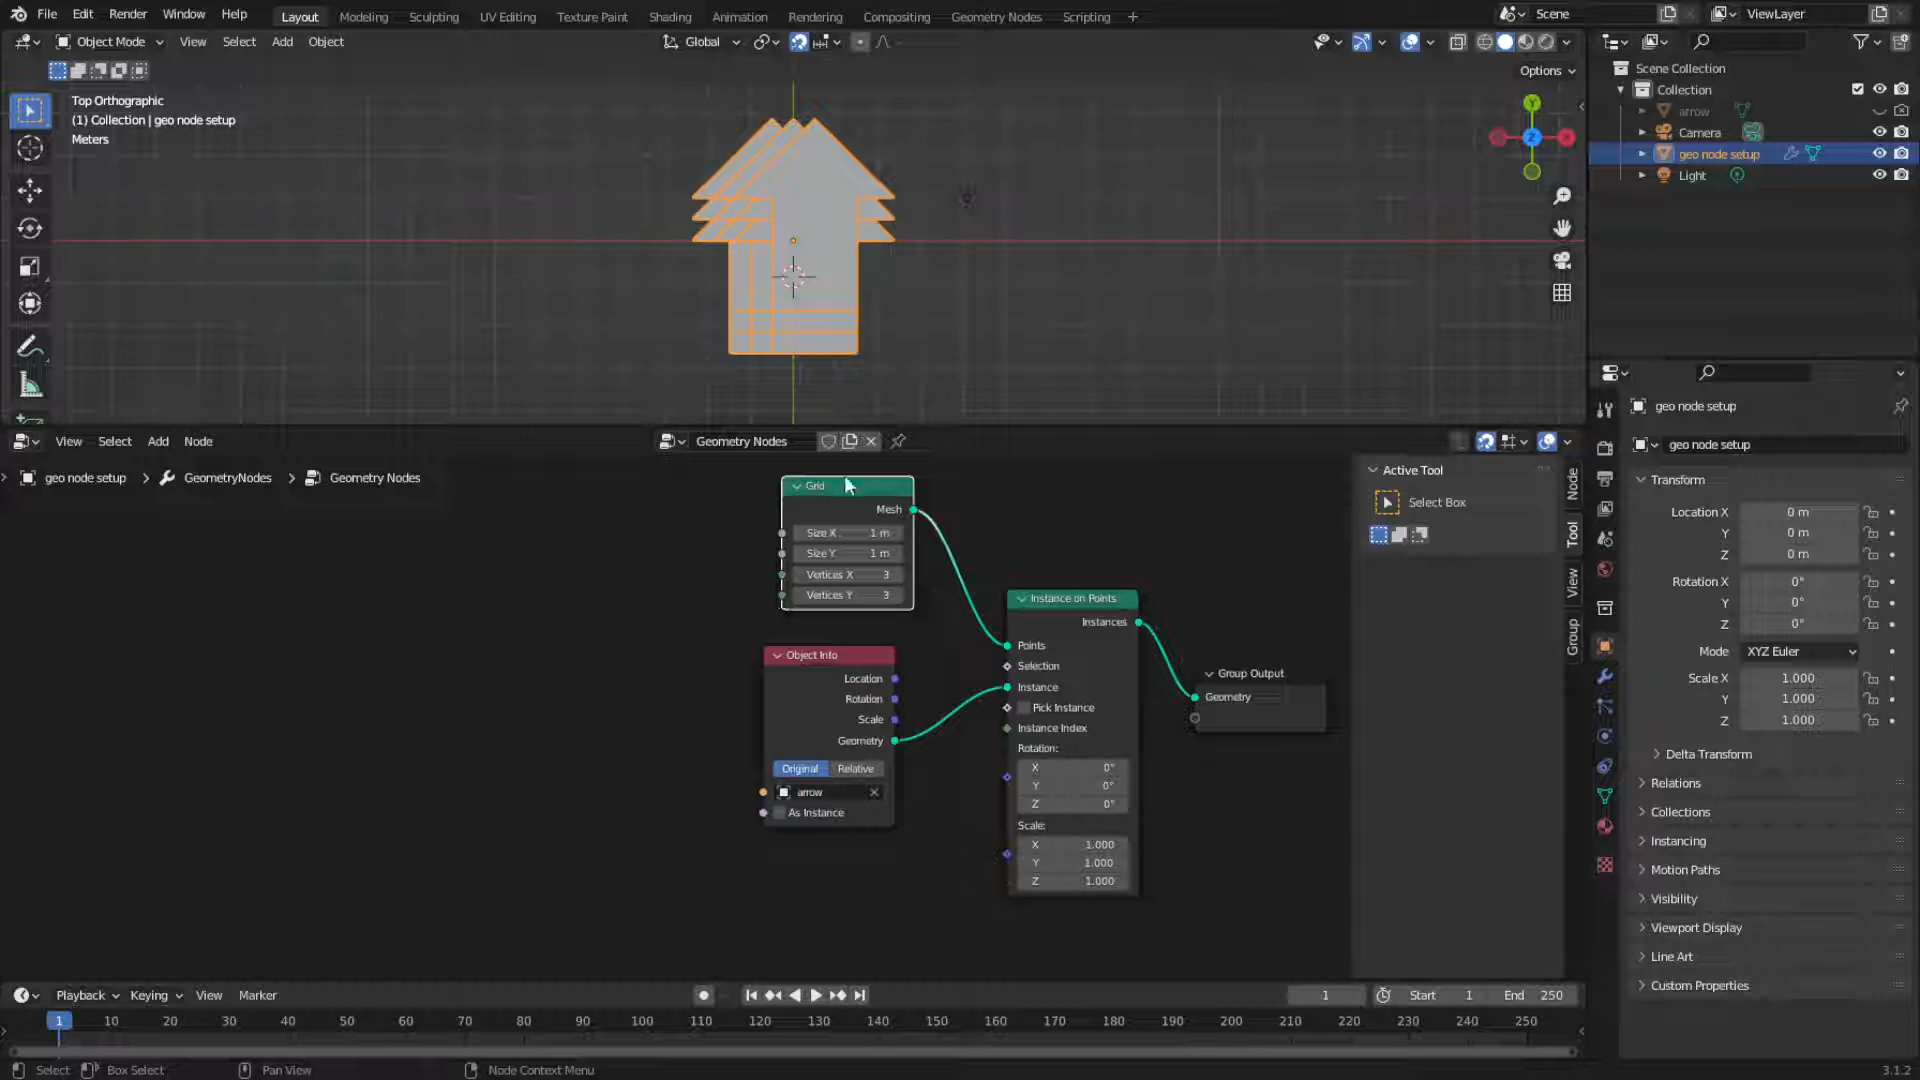 File Edit Render Window Help Layout Modeling Sculpting UV Editing Texture Paint Shading Animation Rendering Compositing Geometry Nodes Scripting + Scene ViewLayer
Object Mode View Select Add Object Global
Options
Top Orthographic
(1) Collection | geo node setup
Meters
Y
Z
X
Scene Collection
Collection
arrow
Camera
geo node setup
Light
View Select Add Node Geometry Nodes
geo node setup > GeometryNodes > Geometry Nodes
Grid
Mesh
Size X 1 m
Size Y 1 m
Vertices X 3
Vertices Y 3
Object Info
Location
Rotation
Scale
Geometry
Original Relative
arrow
As Instance
Instance on Points
Instances
Points
Selection
Instance
Pick Instance
Instance Index
Rotation:
X 0°
Y 0°
Z 0°
Scale:
X 1.000
Y 1.000
Z 1.000
Group Output
Geometry
Active Tool
Select Box
Node
Tool
View
Group
geo node setup
geo node setup
Transform
Location X 0 m
Y 0 m
Z 0 m
Rotation X 0°
Y 0°
Z 0°
Mode XYZ Euler
Scale X 1.000
Y 1.000
Z 1.000
Delta Transform
Relations
Collections
Instancing
Motion Paths
Visibility
Viewport Display
Line Art
Custom Properties
Playback Keying View Marker 1 Start 1 End 250
1 10 20 30 40 50 60 70 80 90 100 110 120 130 140 150 160 170 180 190 200 210 220 230 240 250
Select Box Select Pan View Node Context Menu 3.1.2